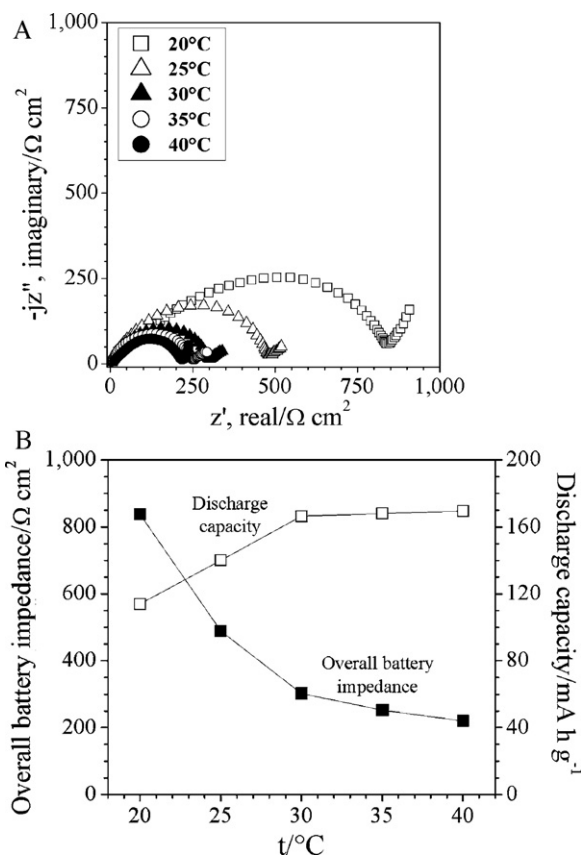 A
1,000
750
500
250
0
-jz", imaginary/Ω cm²
20°C
25°C
30°C
35°C
40°C
0 250 500 750 1,000
z', real/Ω cm²
B
1,000
800
600
400
200
0
Overall battery impedance/Ω cm²
Discharge
capacity
Overall battery
impedance
200
160
120
80
40
0
Discharge capacity/mA h g⁻¹
20 25 30 35 40
t/°C